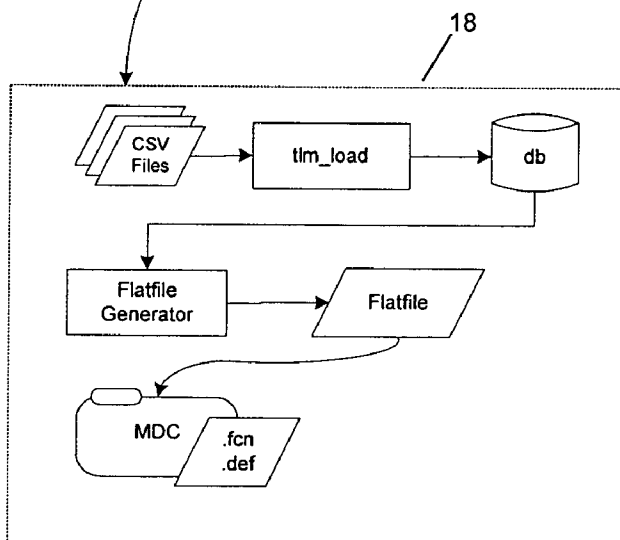 18
CSV
Files
tlm_load
db
Flatfile
Generator
Flatfile
MDC
.fcn
.def